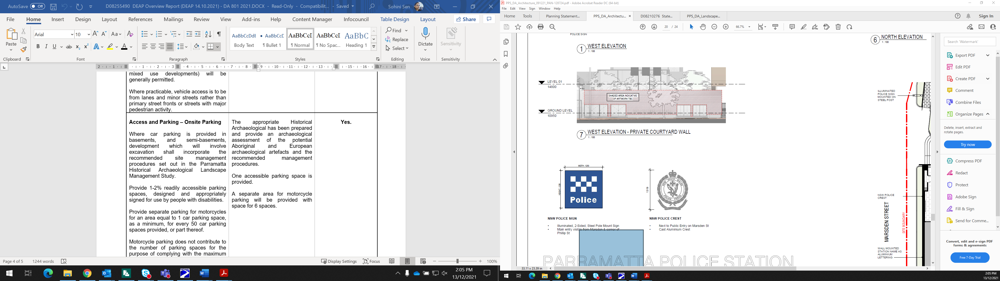 AutoSave Off
D08255490 DEAP Overview Report (DEAP 14.10.2021) - DA 801 2021.DOCX - Read-Only - Compatibilit... - Saved
Sohini Sen
File Home Insert Design Layout References Mailings Review View Add-ins Help Content Manager Infocouncil Table Design Layout
Share
Paste
Clipboard
Arial 10
Font
Paragraph
AaBbCcDdE AaBbCcD AaBbCcI AaBbCcI AaBbC
Body Text ¶ Bullet 1 ¶ Normal ¶ No Spac... Heading 1
Styles
Find
Replace
Select
Editing
Dictate
Voice
Sensitivity
Sensitivity
mixed use developments) will be
generally permitted.
Where practicable, vehicle access is to be
from lanes and minor streets rather than
primary street fronts or streets with major
pedestrian activity.
Access and Parking – Onsite Parking
Where car parking is provided in
basements, and semi-basements,
development which will involve
excavation shall incorporate the
recommended site management
procedures set out in the Parramatta
Historical Archaeological Landscape
Management Study.
Provide 1-2% readily accessible parking
spaces, designed and appropriately
signed for use by people with disabilities.
Provide separate parking for motorcycles
for an area equal to 1 car parking space,
as a minimum, for every 50 car parking
spaces provided, or part thereof.
Motorcycle parking does not contribute to
the number of parking spaces for the
purpose of complying with the maximum
The appropriate Historical
Archaeological has been prepared
and provide an archaeological
assessment of the potential
Aboriginal and European
archaeological artefacts and the
recommended management
procedures.
One accessible parking space is
provided.
A separate area for motorcycle
parking will be provided with
space for 6 spaces.
Yes.
Page 4 of 5 1244 words
Display Settings Focus 100%
2:05 PM
13/12/2021
PPS_DA_Architecture_091221_PAN-128724.pdf - Adobe Acrobat Reader DC (64-bit)
File Edit View Sign Window Help
Home Tools Planning Statement... PPS_DA_Architectu... D08210276 State... PPS_DA_Landscape...
Sign In
20 / 24 66.7%
POLICE SIGN
1 WEST ELEVATION
1 : 100
6 NORTH ELEVATION
1 : 100
LEVEL 01
14800
SHADED AREA INDICATIVE
OF ARTWORK TBC
GROUND LEVEL
10950
7 WEST ELEVATION - PRIVATE COURTYARD WALL
1 : 100
WIDTH : 1250
HEIGHT : 1250
Police
1319
NEW SOUTH WALES
POLICE FORCE
NSW POLICE SIGN
• Illuminated, 2-Sided, Steel Pole Mount Sign
• Main entry visible from Marsden & corner of
Phillip St
NSW POLICE CREST
• Next to Public Entry on Marsden St
• Cast Aluminium Crest
PARRAMATTA POLICE STATION
ILLUMINATED
POLICE SIGN
MOUNTED ON
STEEL POST
NSW POLICE
CREST
MARSDEN STREET
SITE BOUNDARY
WALL MOUNTED
STATION NAME AS
ALUMINIUM
LETTERING
33.11 x 23.39 in
Search 'Watermark'
Export PDF
Edit PDF
Create PDF
Comment
Combine Files
Organize Pages
Delete, insert, extract and
rotate pages.
Try now
Compress PDF
Redact
Protect
Adobe Sign
Fill & Sign
Send for Comme...
Convert, edit and e-sign PDF
forms & agreements
Free 7-Day Trial
2:05 PM
13/12/2021